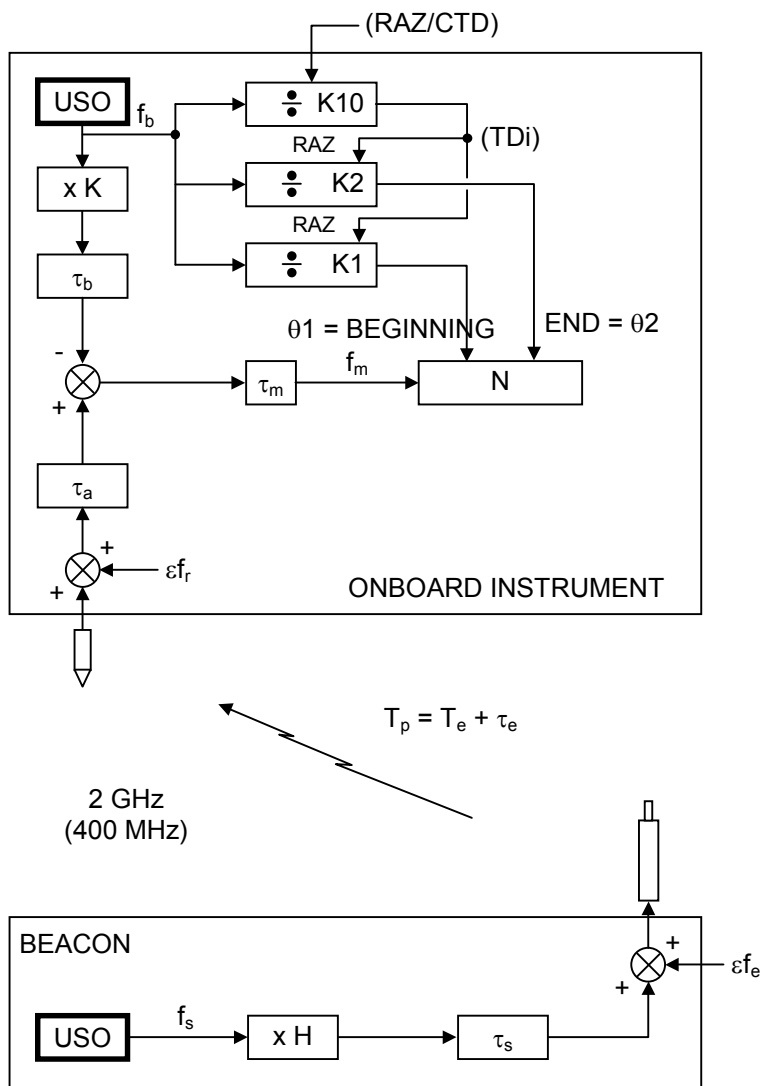 (RAZ/CTD)
USO
f_b
÷ K10
RAZ
(TDi)
x K
÷ K2
RAZ
÷ K1
τ_b
θ1 = BEGINNING
END = θ2
-
+
τ_m
f_m
N
τ_a
+
+
εf_r
ONBOARD INSTRUMENT
T_p = T_e + τ_e
2 GHz
(400 MHz)
BEACON
+
+
εf_e
USO
f_s
x H
τ_s